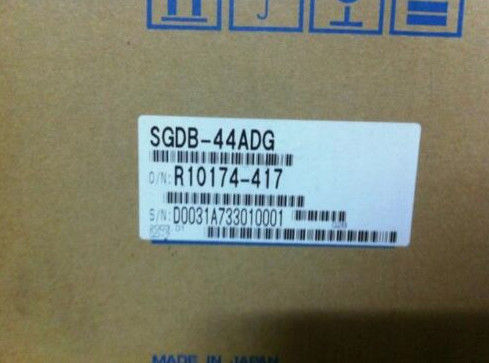 SGDB-44ADG
O/N: R10174-417
S/N: D0031A733010001
MADE IN JAPAN